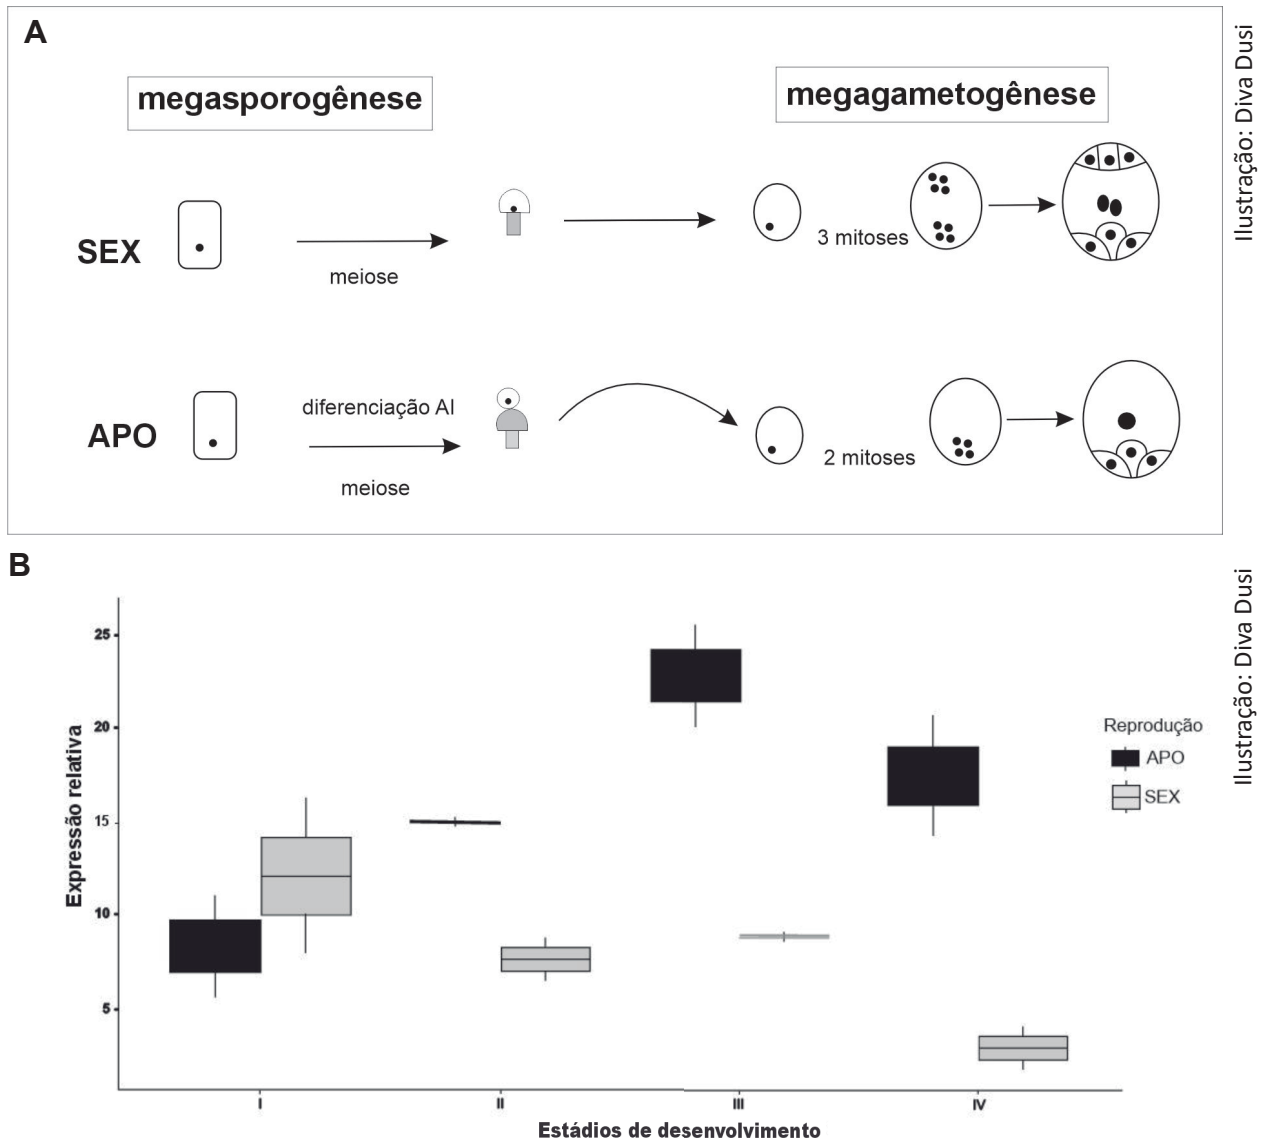 A
megasporogênese
megagametogênese
SEX
meiose
3 mitoses
APO
diferenciação AI
meiose
2 mitoses
Ilustração: Diva Dusi
B
Expressão relativa
25
20
15
10
5
I
II
III
IV
Estádios de desenvolvimento
Reprodução
APO
SEX
Ilustração: Diva Dusi